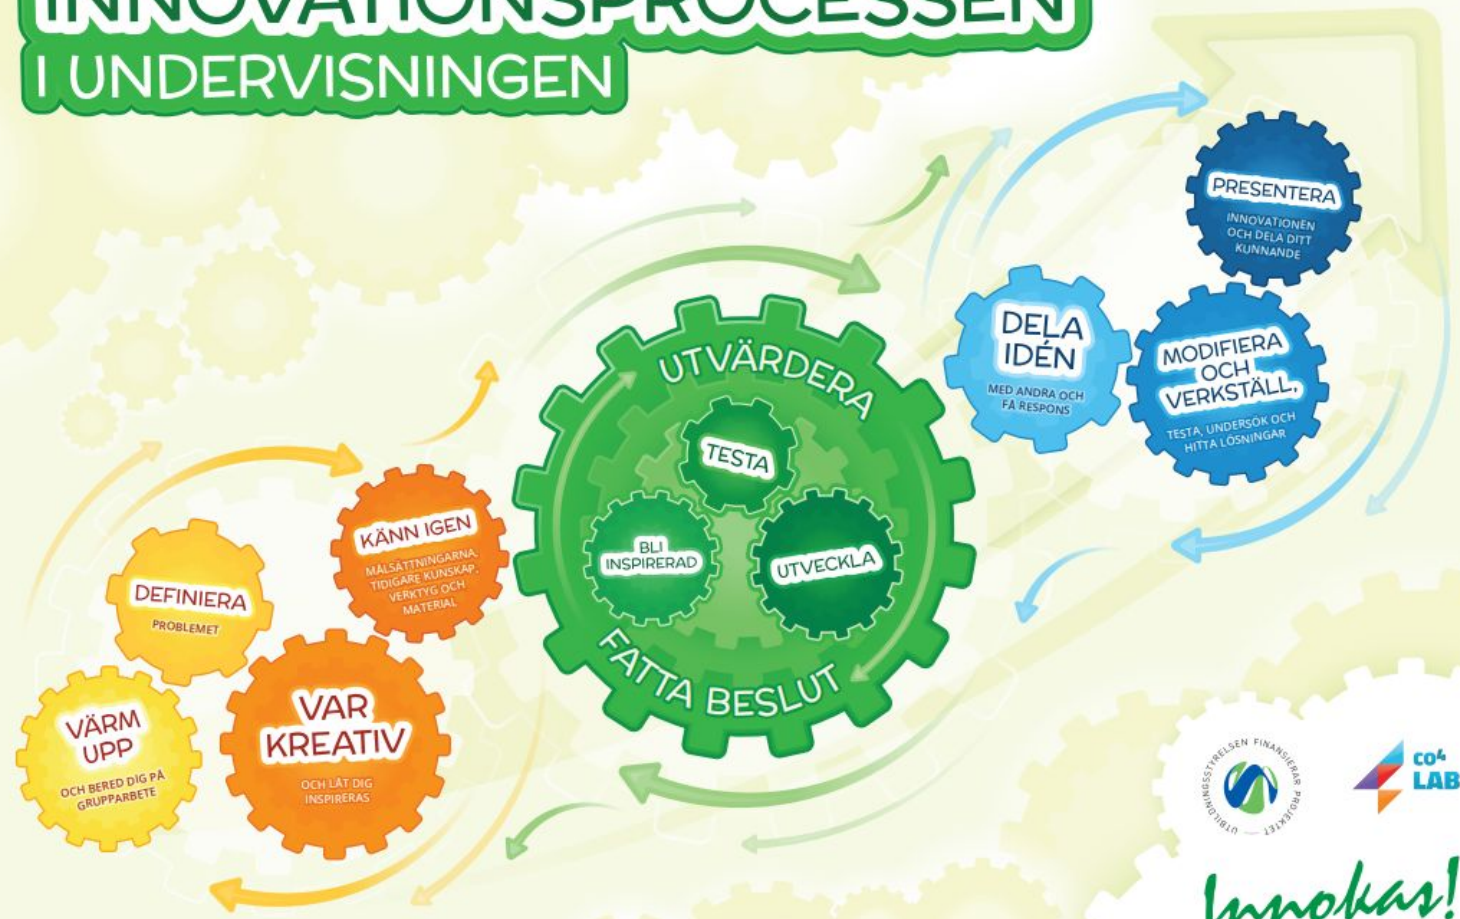 INNOVATIONSPROCESSEN
I UNDERVISNINGEN
VÄRM
UPP
OCH BERED DIG PÅ
GRUPPARBETE
DEFINIERA
PROBLEMET
VAR
KREATIV
OCH LÅT DIG
INSPIRERAS
KÄNN IGEN
MÅLSÄTTNINGARNA,
TIDIGARE KUNSKAP,
VERKTYG OCH
MATERIAL
UTVÄRDERA
TESTA
BLI
INSPIRERAD
UTVECKLA
FATTA BESLUT
DELA
IDÉN
MED ANDRA OCH
FÅ RESPONS
MODIFIERA
OCH
VERKSTÄLL,
TESTA, UNDERSÖK OCH
HITTA LÖSNINGAR
PRESENTERA
INNOVATIONEN
OCH DELA DITT
KUNNANDE
UTBILDNINGSSTYRELSEN FINANSIERAR PROJEKTET
CO4
LAB
Innokas!